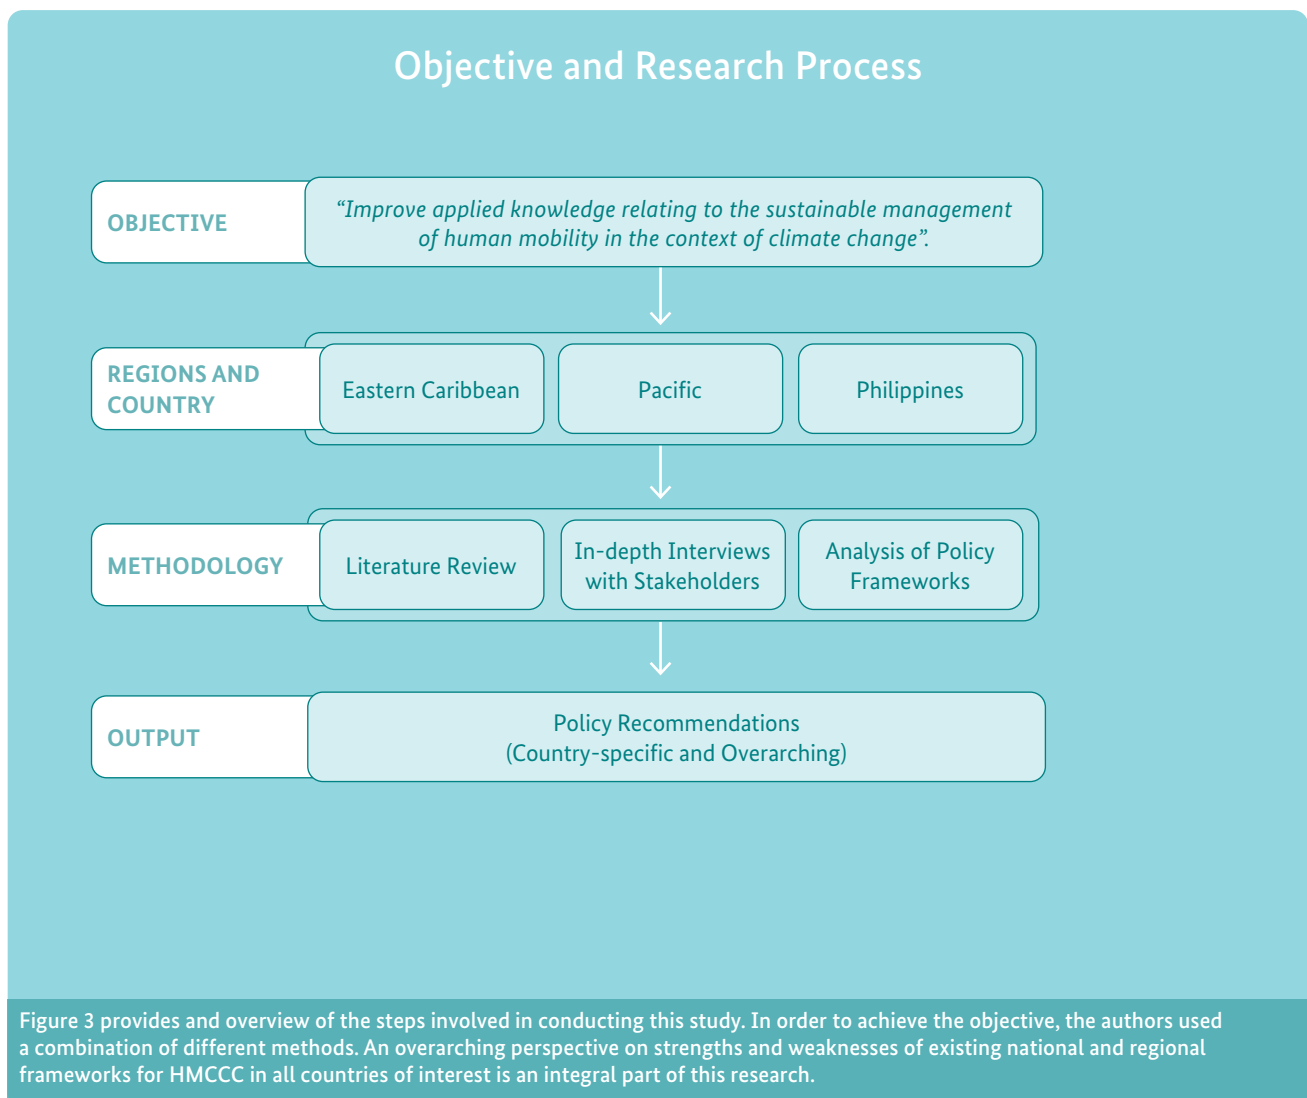 Objective and Research Process
OBJECTIVE
“Improve applied knowledge relating to the sustainable management
of human mobility in the context of climate change”.
REGIONS AND
COUNTRY
Eastern Caribbean
Pacific
Philippines
METHODOLOGY
Literature Review
In-depth Interviews
with Stakeholders
Analysis of Policy
Frameworks
OUTPUT
Policy Recommendations
(Country-specific and Overarching)
Figure 3 provides and overview of the steps involved in conducting this study. In order to achieve the objective, the authors used
a combination of different methods. An overarching perspective on strengths and weaknesses of existing national and regional
frameworks for HMCCC in all countries of interest is an integral part of this research.